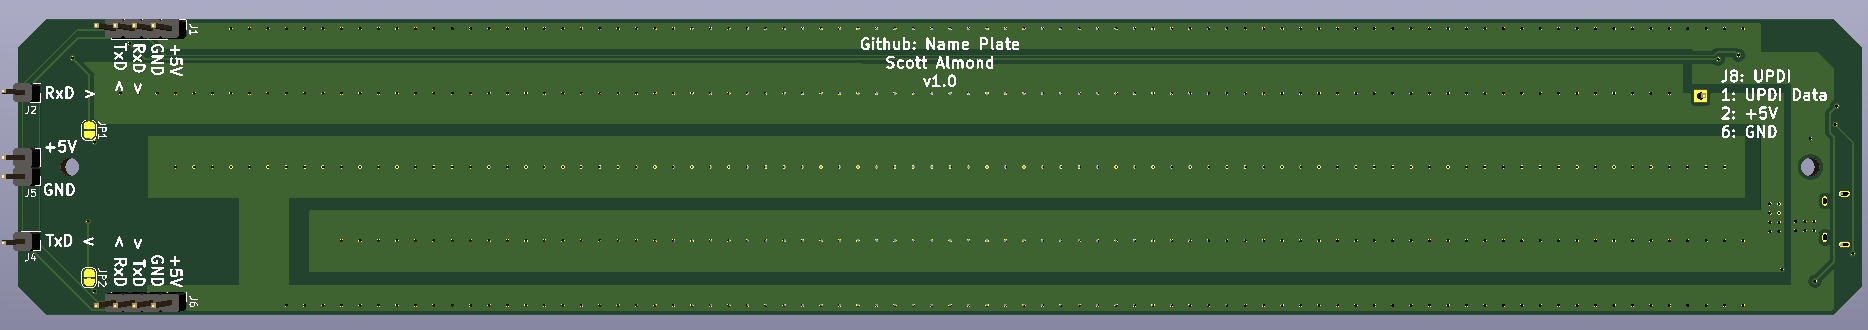 J1
TxD
RxD
GND
+5V
Github: Name Plate
Scott Almond
v1.0
< >
J8: UPDI
1: UPDI Data
2: +5V
6: GND
RxD >
J2
JP1
+5V
J5
GND
TxD <
J4
< >
RxD
TxD
GND
+5V
JP2
J6